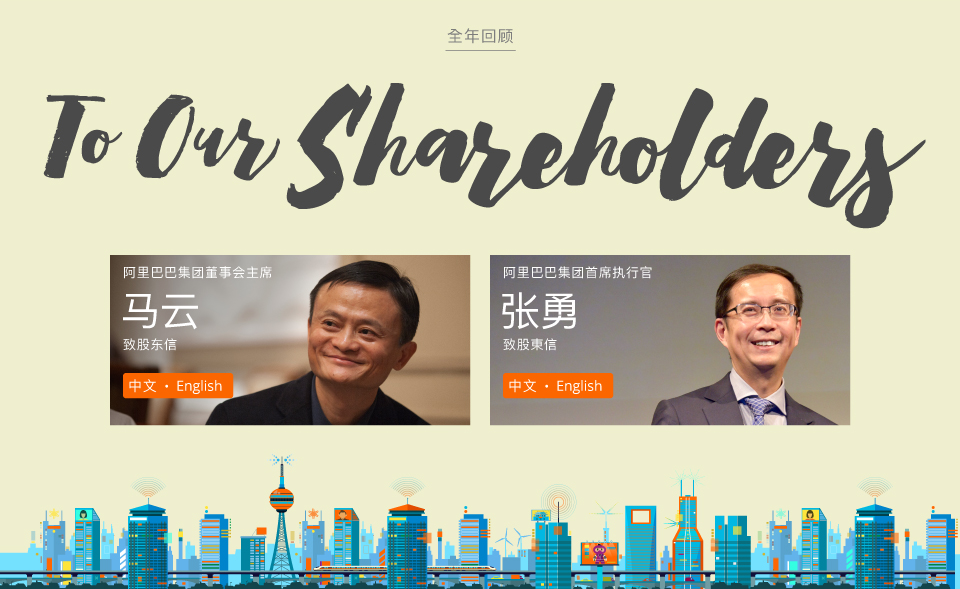 全年回顾
To Our Shareholders
阿里巴巴集团董事会主席
马云
致股东信
中文 · English
阿里巴巴集团首席执行官
张勇
致股東信
中文 · English